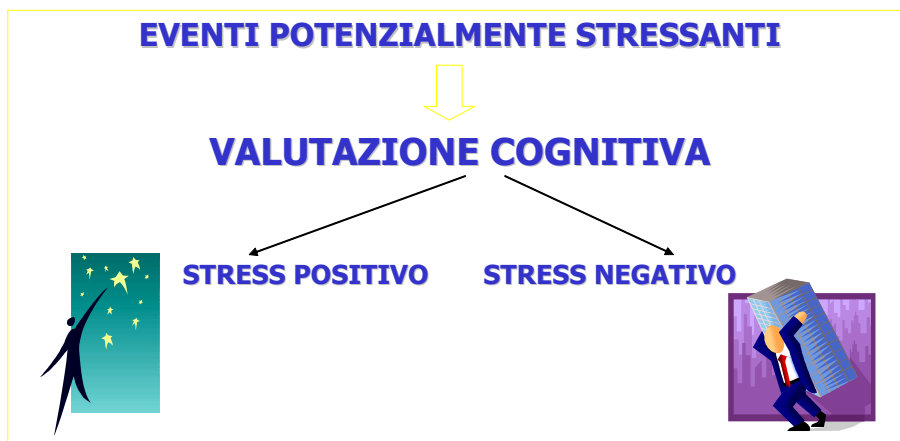 EVENTI POTENZIALMENTE STRESSANTI
VALUTAZIONE COGNITIVA
STRESS POSITIVO
STRESS NEGATIVO